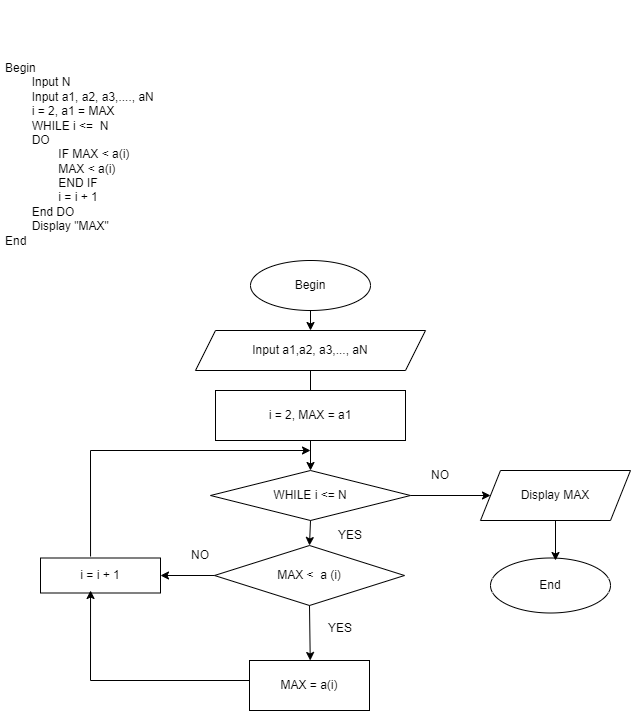 Begin
Input N
Input a1, a2, a3,...., aN
i = 2, a1 = MAX
WHILE i <= N
DO
IF MAX < a(i)
MAX < a(i)
END IF
i = i + 1
End DO
Display "MAX"
End
Begin
Input a1,a2, a3,..., aN
i = 2, MAX = a1
WHILE i <= N
NO
Display MAX
YES
End
MAX < a (i)
NO
i = i + 1
YES
MAX = a(i)